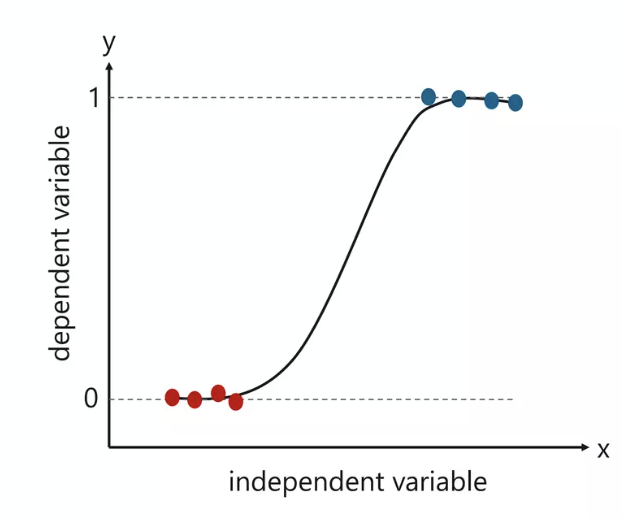 y
1
dependent variable
0
x
independent variable